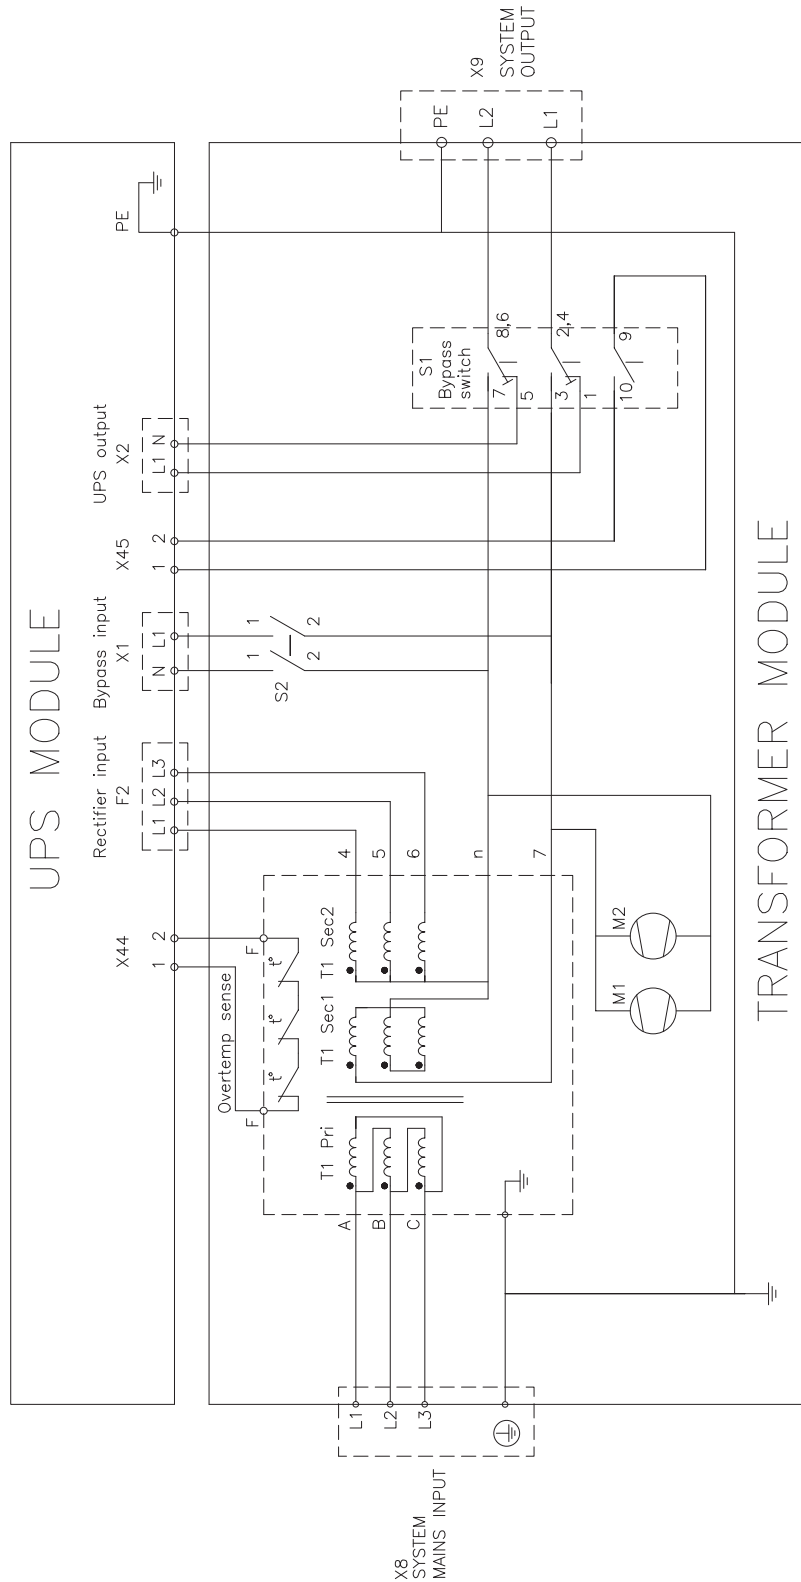 UPS MODULE
X44
1 2
Rectifier input
F2
L1 L2 L3
Bypass input
X1
N L1
X45
1 2
UPS output
X2
L1 N
PE
Overtemp sense
F
t°
t°
t°
F
S2
1
2
1
2
T1 Pri
T1 Sec1
T1 Sec2
A
B
C
4
5
6
n
7
X8
SYSTEM
MAINS INPUT
L1
L2
L3
S1
Bypass
switch
7
5
8,6
3
1
2,4
10
9
PE
L2
L1
X9
SYSTEM
OUTPUT
M1
M2
TRANSFORMER MODULE